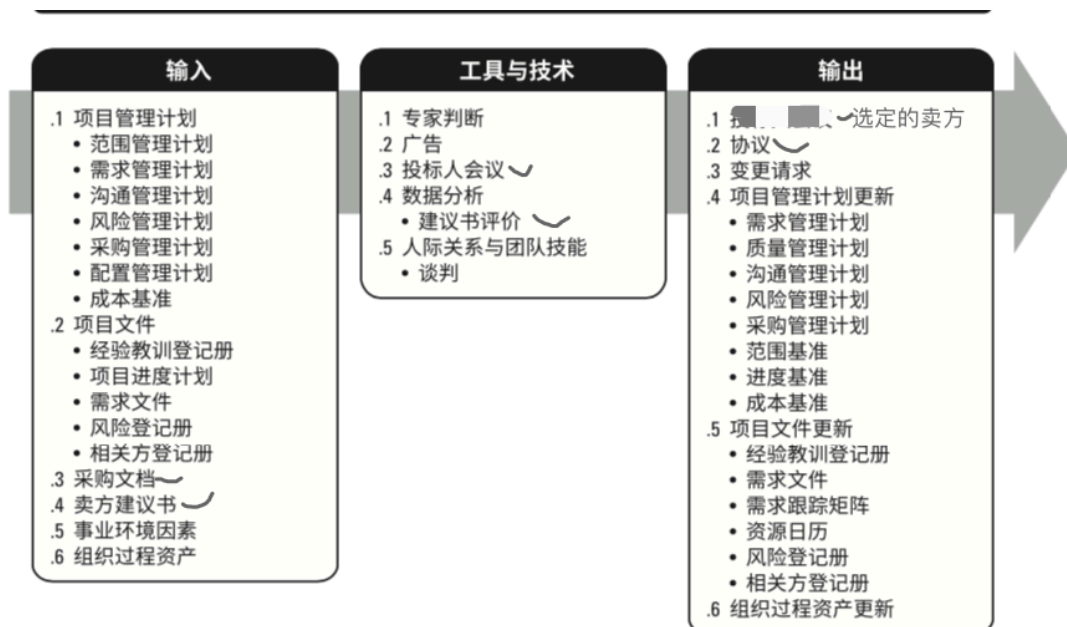 输入
.1 项目管理计划
• 范围管理计划
• 需求管理计划
• 沟通管理计划
• 风险管理计划
• 采购管理计划
• 配置管理计划
• 成本基准
.2 项目文件
• 经验教训登记册
• 项目进度计划
• 需求文件
• 风险登记册
• 相关方登记册
.3 采购文档
.4 卖方建议书
.5 事业环境因素
.6 组织过程资产
工具与技术
.1 专家判断
.2 广告
.3 投标人会议
.4 数据分析
• 建议书评价
.5 人际关系与团队技能
• 谈判
输出
.1 选定的卖方
.2 协议
.3 变更请求
.4 项目管理计划更新
• 需求管理计划
• 质量管理计划
• 沟通管理计划
• 风险管理计划
• 采购管理计划
• 范围基准
• 进度基准
• 成本基准
.5 项目文件更新
• 经验教训登记册
• 需求文件
• 需求跟踪矩阵
• 资源日历
• 风险登记册
• 相关方登记册
.6 组织过程资产更新